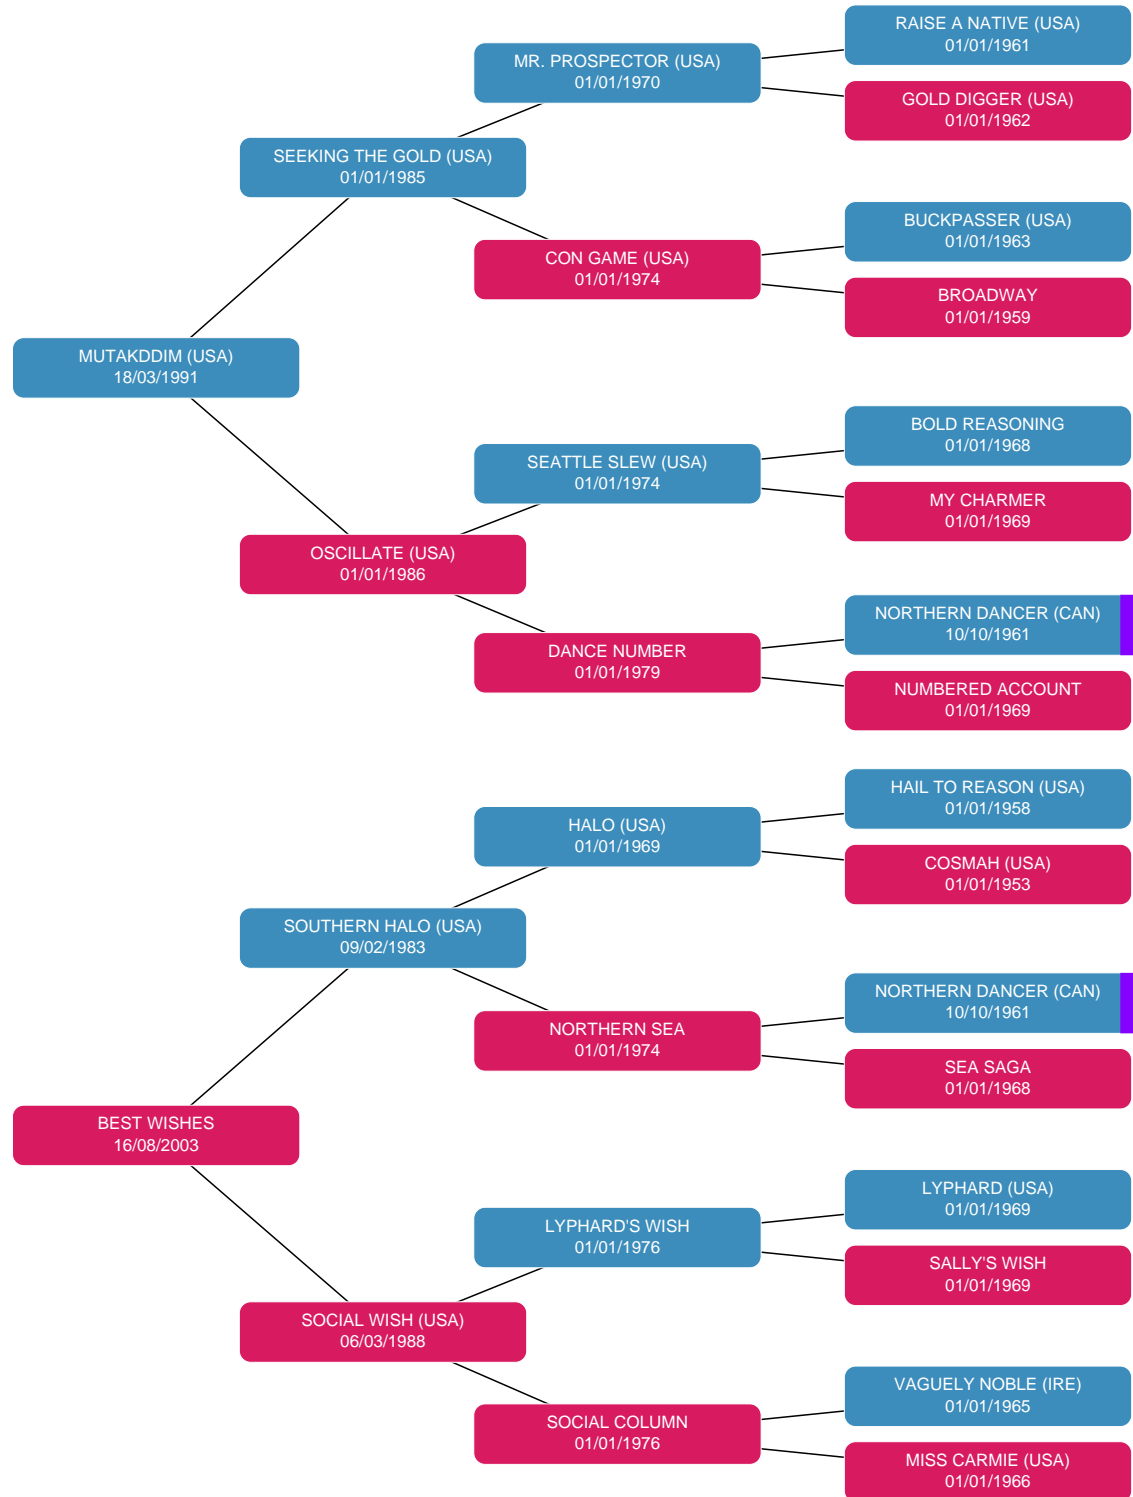 RAISE A NATIVE (USA)
01/01/1961
MR. PROSPECTOR (USA)
01/01/1970
GOLD DIGGER (USA)
01/01/1962
SEEKING THE GOLD (USA)
01/01/1985
BUCKPASSER (USA)
01/01/1963
CON GAME (USA)
01/01/1974
BROADWAY
01/01/1959
MUTAKDDIM (USA)
18/03/1991
BOLD REASONING
01/01/1968
SEATTLE SLEW (USA)
01/01/1974
MY CHARMER
01/01/1969
OSCILLATE (USA)
01/01/1986
NORTHERN DANCER (CAN)
10/10/1961
DANCE NUMBER
01/01/1979
NUMBERED ACCOUNT
01/01/1969
HAIL TO REASON (USA)
01/01/1958
HALO (USA)
01/01/1969
COSMAH (USA)
01/01/1953
SOUTHERN HALO (USA)
09/02/1983
NORTHERN DANCER (CAN)
10/10/1961
NORTHERN SEA
01/01/1974
SEA SAGA
01/01/1968
BEST WISHES
16/08/2003
LYPHARD (USA)
01/01/1969
LYPHARD'S WISH
01/01/1976
SALLY'S WISH
01/01/1969
SOCIAL WISH (USA)
06/03/1988
VAGUELY NOBLE (IRE)
01/01/1965
SOCIAL COLUMN
01/01/1976
MISS CARMIE (USA)
01/01/1966